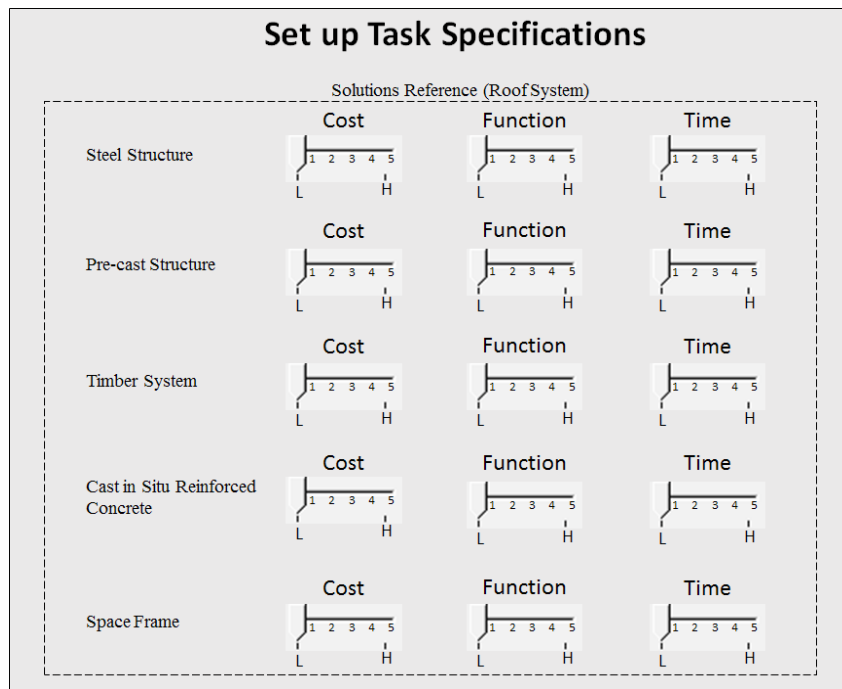 Set up Task Specifications
Solutions Reference (Roof System)
Cost Function Time
Steel Structure
1 2 3 4 5 1 2 3 4 5 1 2 3 4 5
L H L H L H
Cost Function Time
Pre-cast Structure
1 2 3 4 5 1 2 3 4 5 1 2 3 4 5
L H L H L H
Cost Function Time
Timber System
1 2 3 4 5 1 2 3 4 5 1 2 3 4 5
L H L H L H
Cost Function Time
Cast in Situ Reinforced
Concrete
1 2 3 4 5 1 2 3 4 5 1 2 3 4 5
L H L H L H
Cost Function Time
Space Frame
1 2 3 4 5 1 2 3 4 5 1 2 3 4 5
L H L H L H